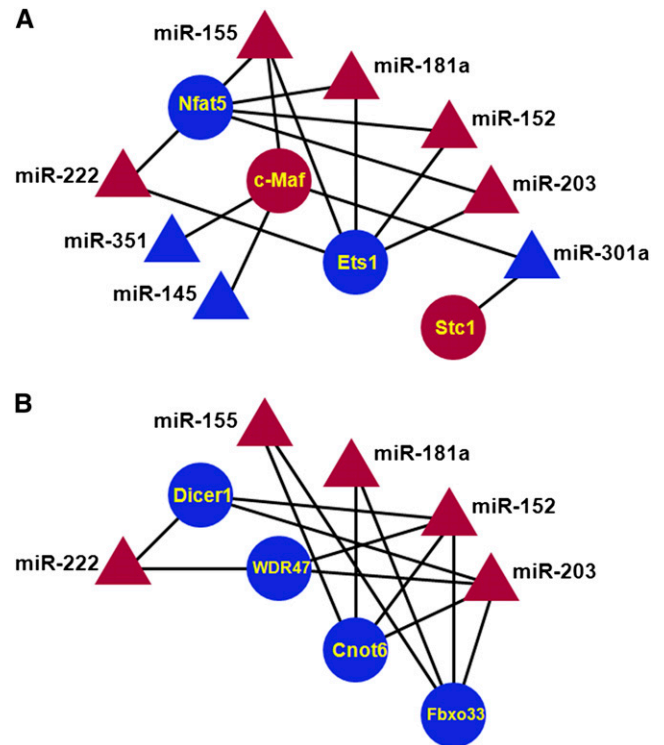 A
miR-155
miR-181a
Nfat5
miR-152
miR-222
c-Maf
miR-203
miR-351
Ets1
miR-301a
miR-145
Stc1
B
miR-155
miR-181a
Dicer1
miR-152
miR-222
WDR47
miR-203
Cnot6
Fbxo33